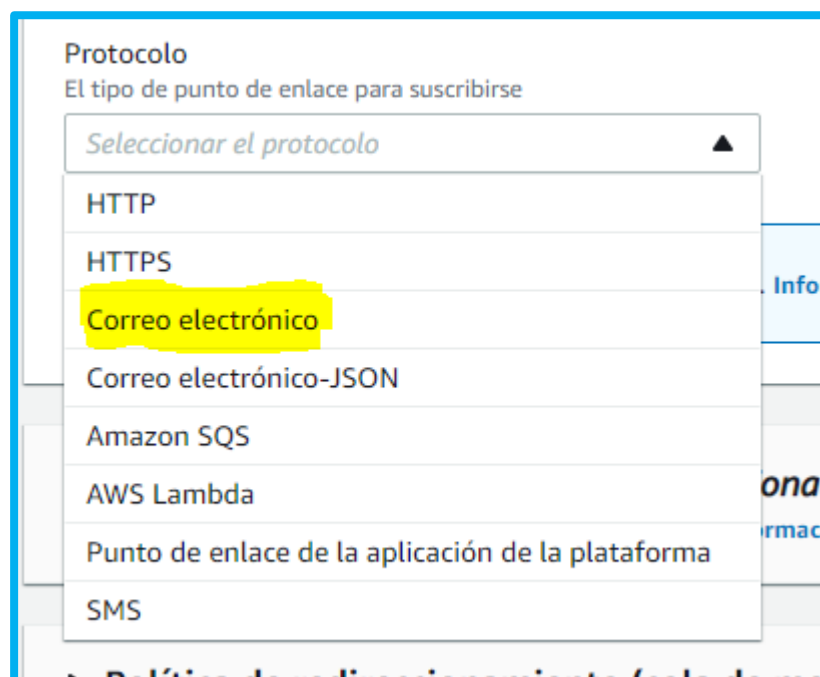 Protocolo
El tipo de punto de enlace para suscribirse
Seleccionar el protocolo
HTTP
HTTPS
Correo electrónico
Correo electrónico-JSON
Amazon SQS
AWS Lambda
Punto de enlace de la aplicación de la plataforma
SMS